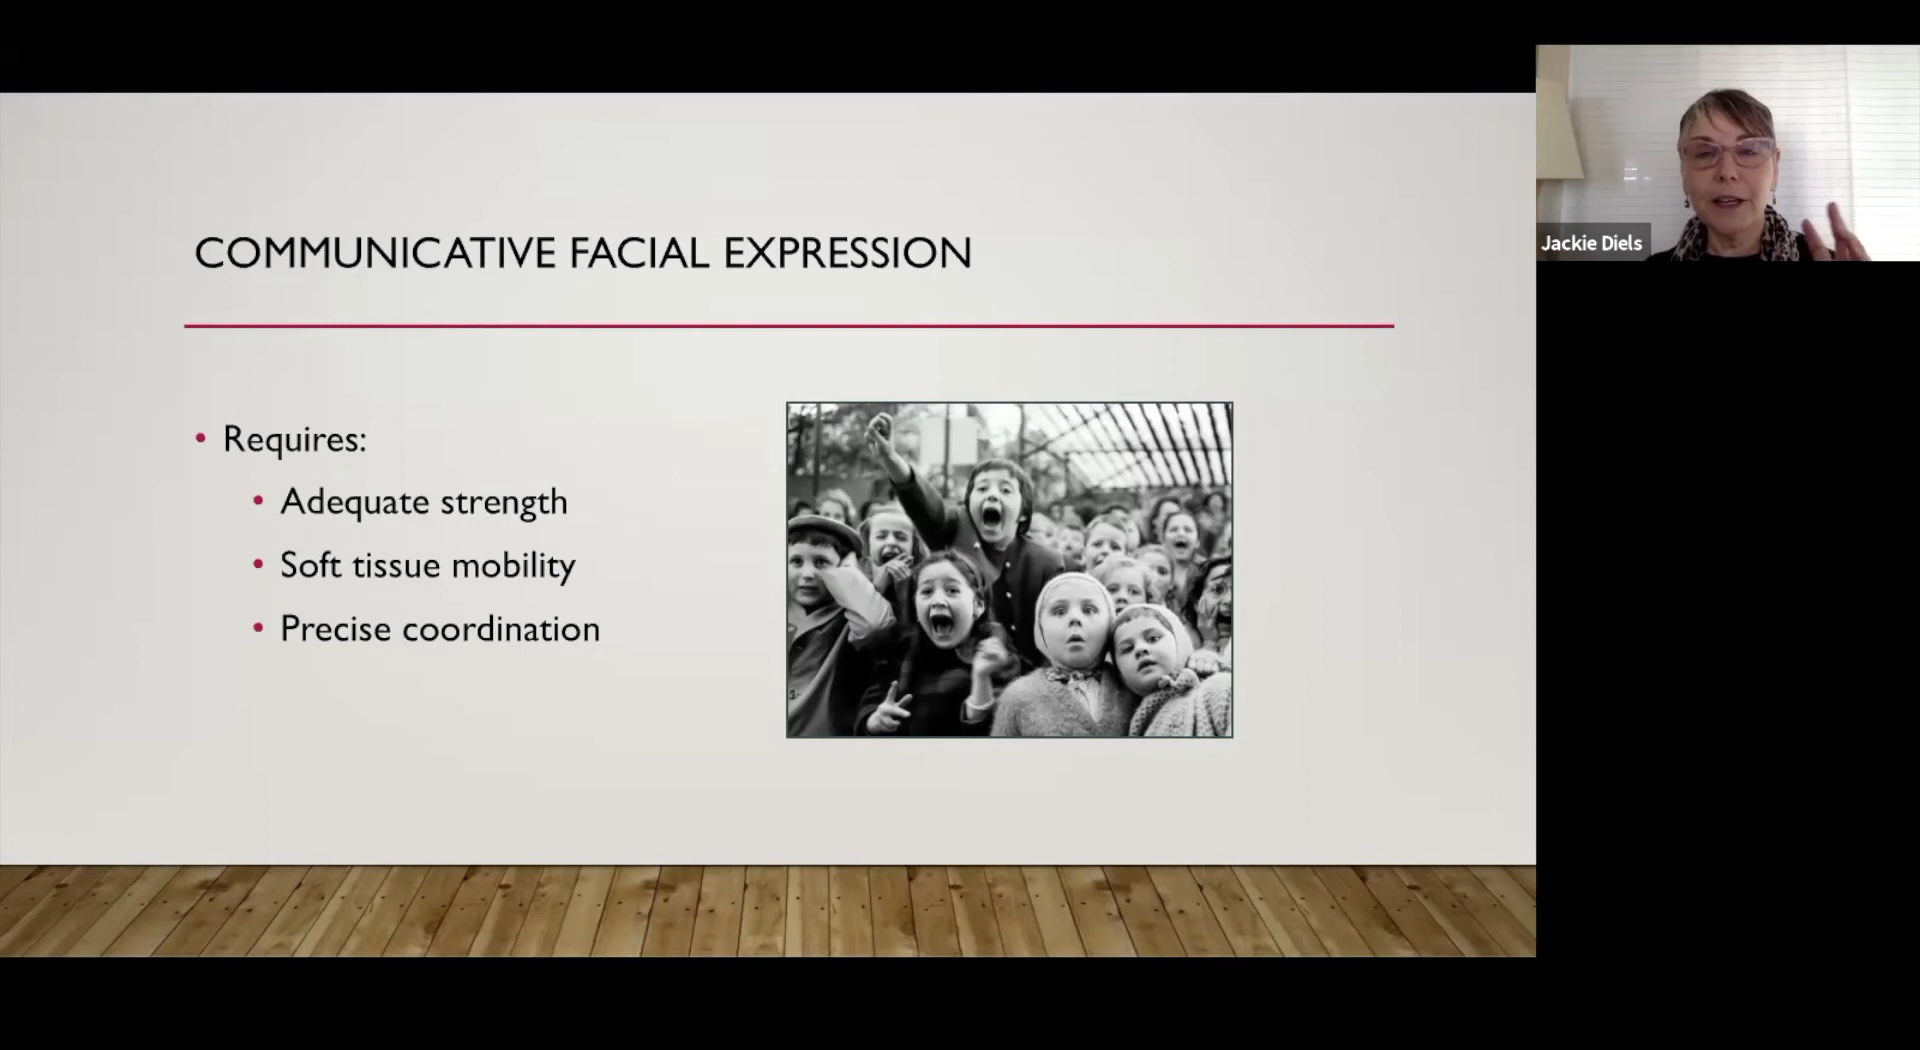 COMMUNICATIVE FACIAL EXPRESSION
• Requires:
• Adequate strength
• Soft tissue mobility
• Precise coordination
Jackie Diels